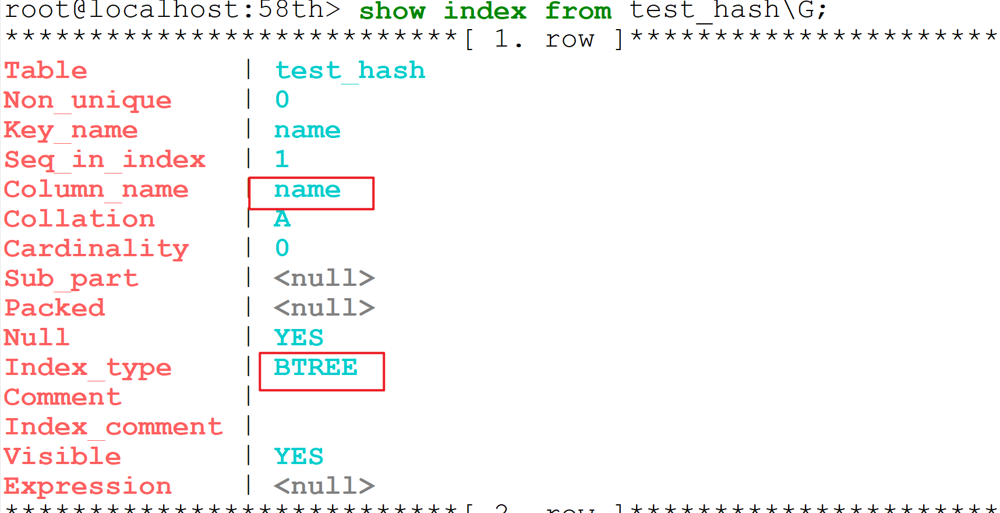 root@localhost:58th> show index from test_hash\G;
***************************[ 1. row ]**********************
Table | test_hash
Non_unique | 0
Key_name | name
Seq_in_index | 1
Column_name | name
Collation | A
Cardinality | 0
Sub_part | <null>
Packed | <null>
Null | YES
Index_type | BTREE
Comment |
Index_comment |
Visible | YES
Expression | <null>
***************************[ 2. row ]**********************